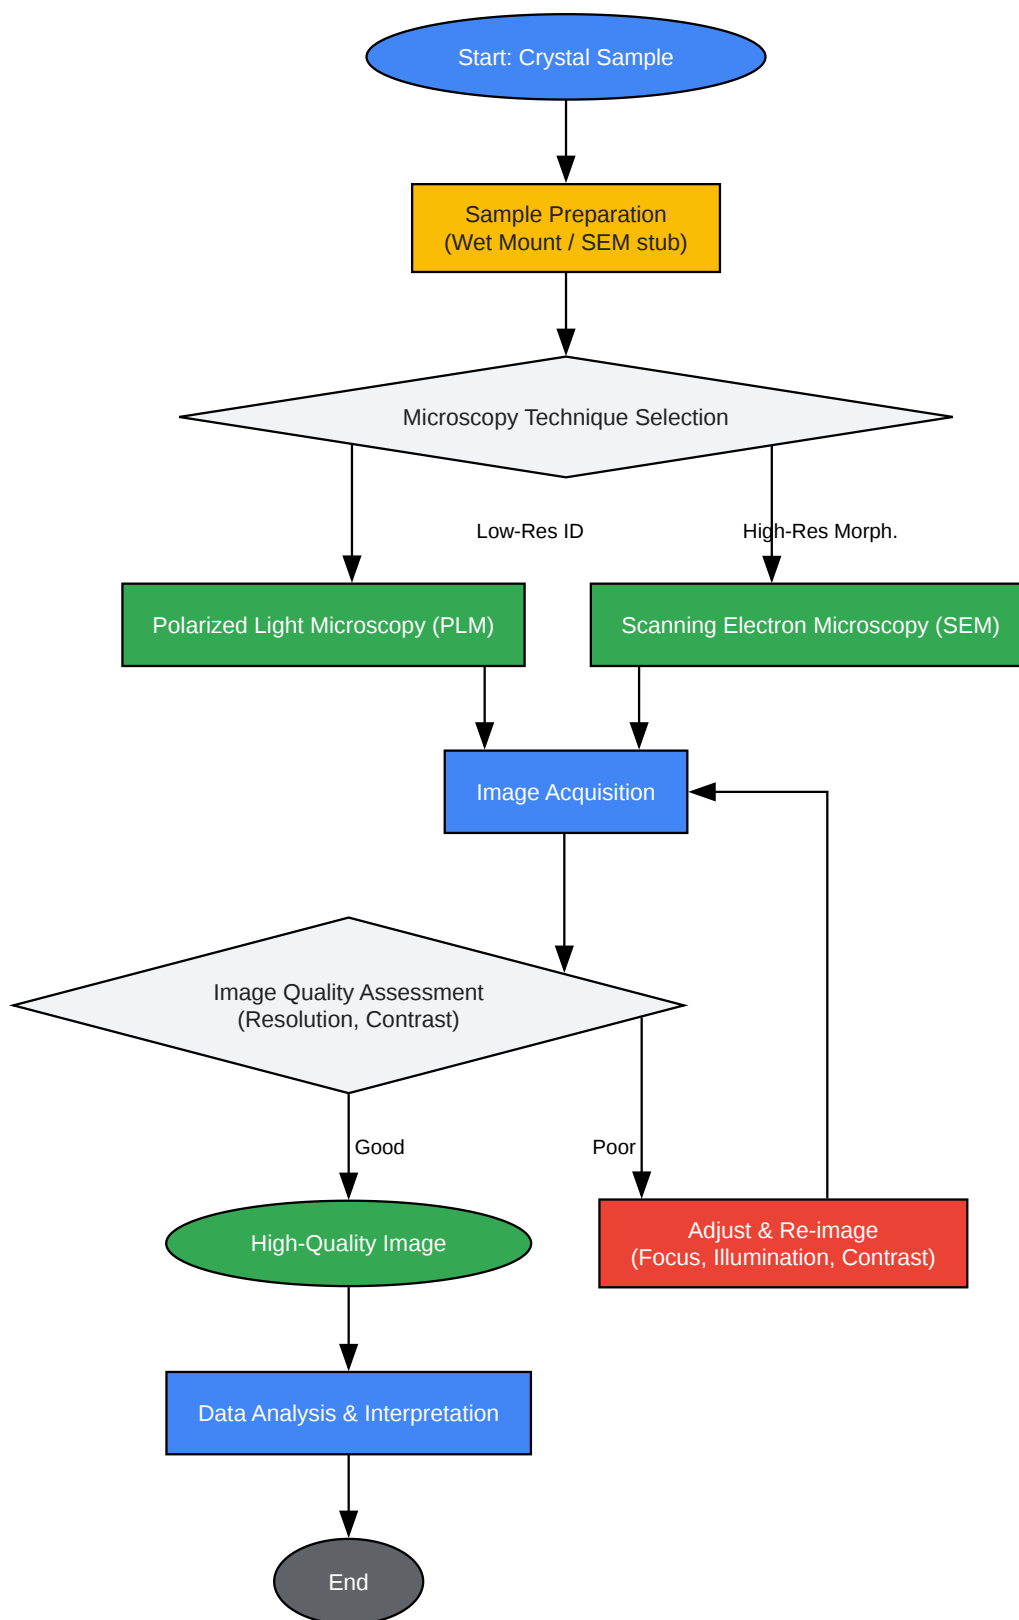 Start: Crystal Sample
Sample Preparation
(Wet Mount / SEM stub)
Microscopy Technique Selection
Low-Res ID
High-Res Morph.
Polarized Light Microscopy (PLM)
Scanning Electron Microscopy (SEM)
Image Acquisition
Image Quality Assessment
(Resolution, Contrast)
Good
Poor
High-Quality Image
Adjust & Re-image
(Focus, Illumination, Contrast)
Data Analysis & Interpretation
End